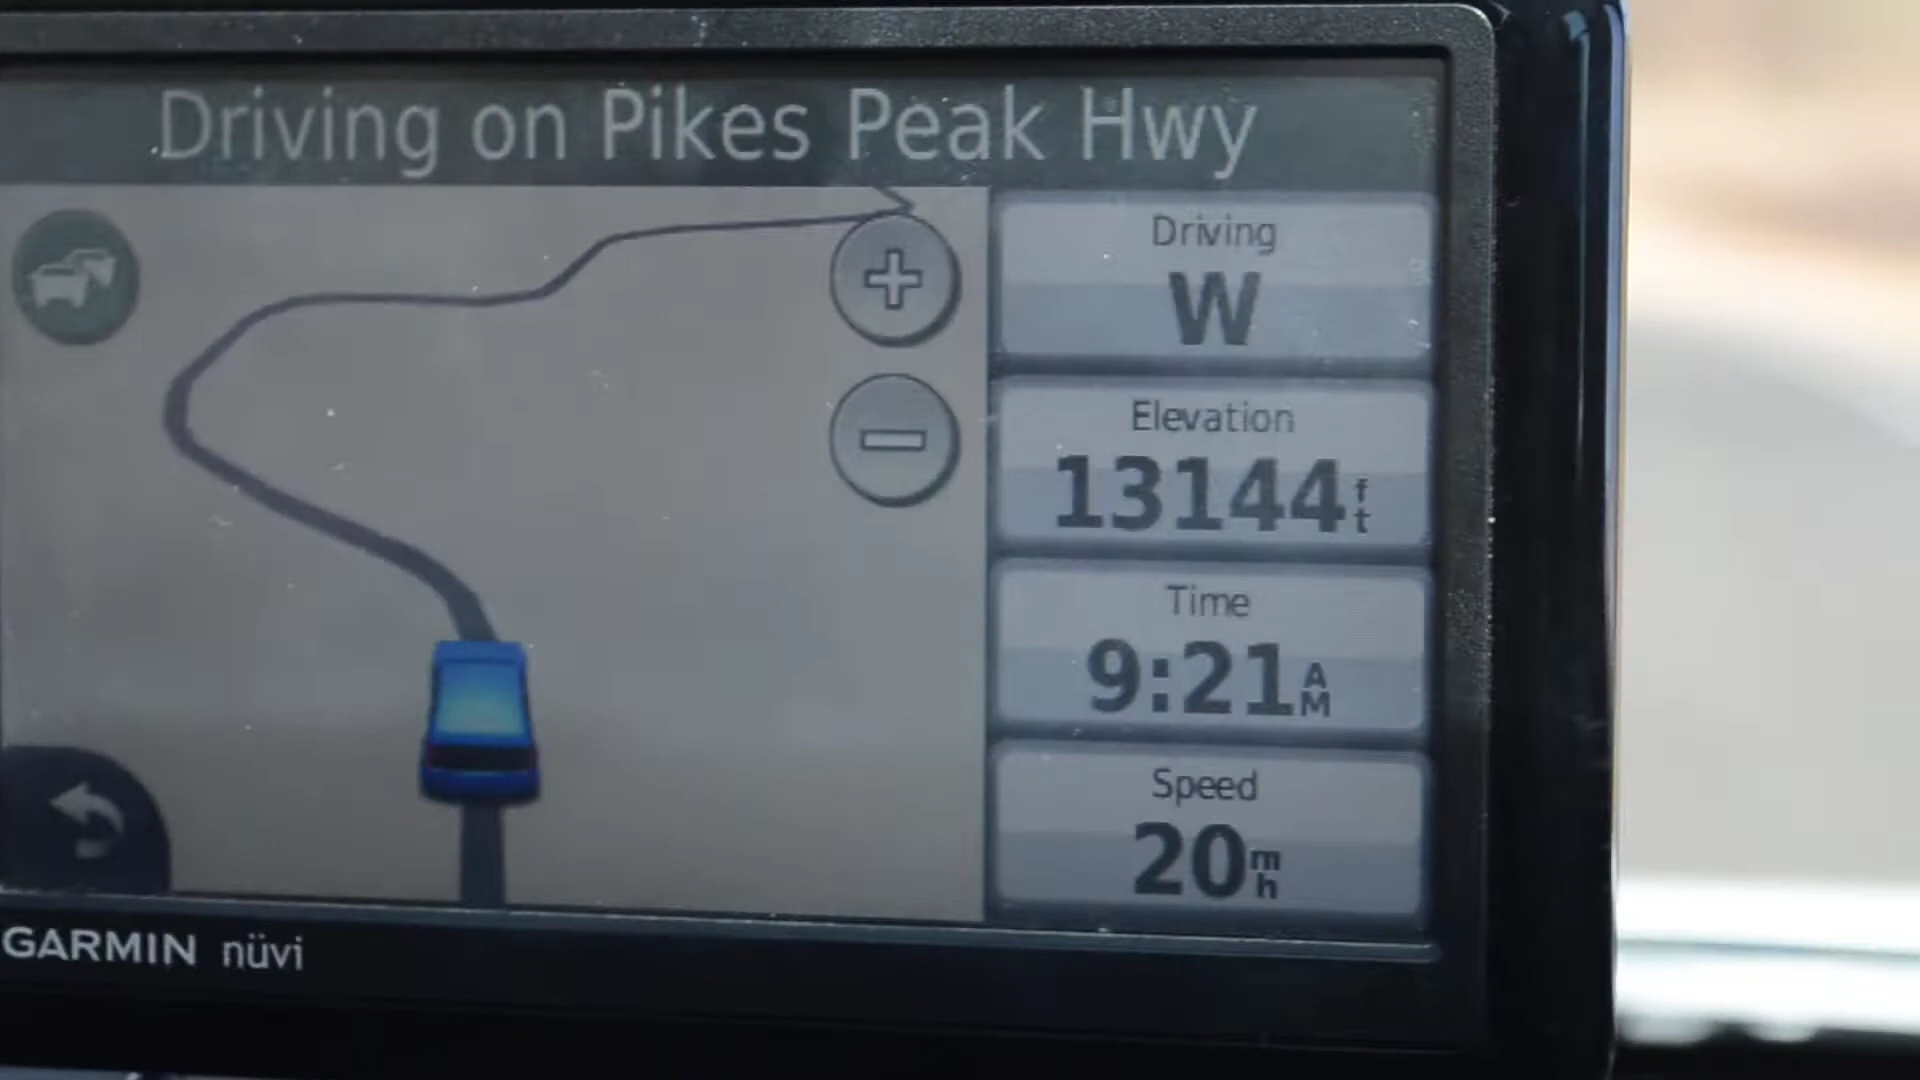 Driving on Pikes Peak Hwy
Driving
W
Elevation
13144 ft
Time
9:21 AM
Speed
20 mh
GARMIN nüvi